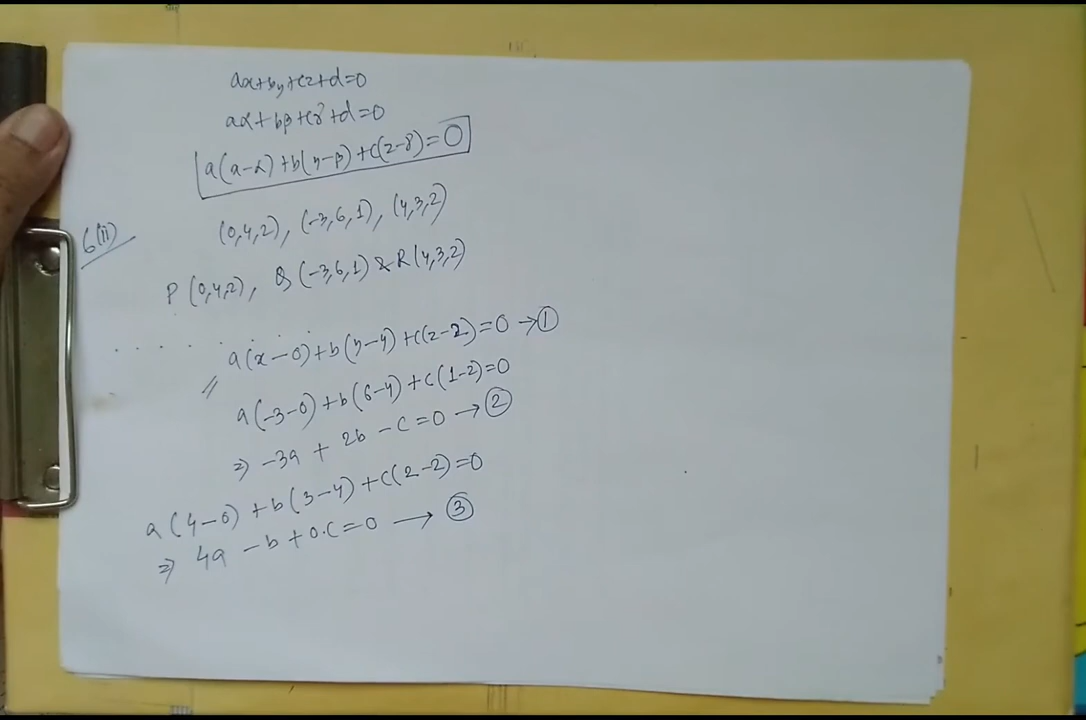 ax+by+cz+d=0
aα+bβ+cγ+d=0
a(a-α)+b(y-β)+c(z-8)=0
6(ii)
(0,4,2), (-3,6,1), (4,3,2)
P(0,4,2), Q(-3,6,1) & R(4,3,2)
a(x-0)+b(y-4)+c(z-2)=0 → ①
a(-3-0)+b(6-4)+c(1-2)=0
⇒ -3a + 2b - c = 0 → ②
a(4-0)+b(3-4)+c(2-2)=0
⇒ 4a - b + 0.c = 0 → ③